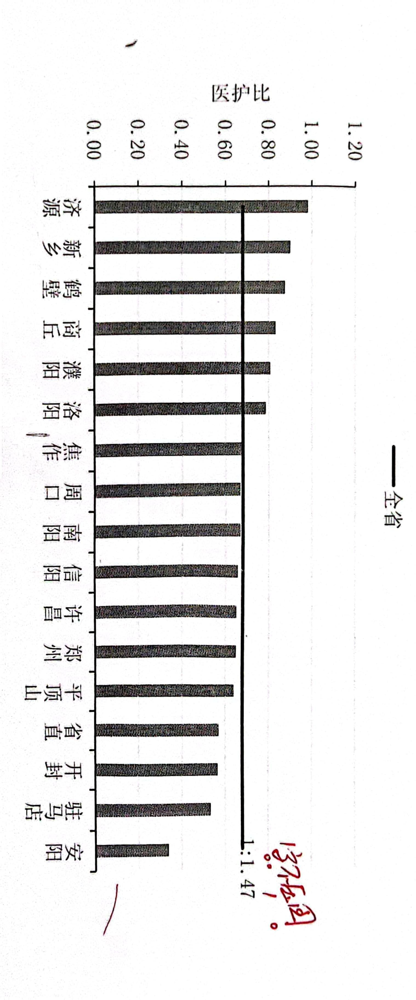 全省
医护比
1.20
1.00
0.80
0.60
0.40
0.20
0.00
1:1.47
济源
新乡
鹤壁
商丘
濮阳
洛阳
焦作
周口
南阳
信阳
许昌
郑州
平顶山
省直
开封
驻马店
安阳